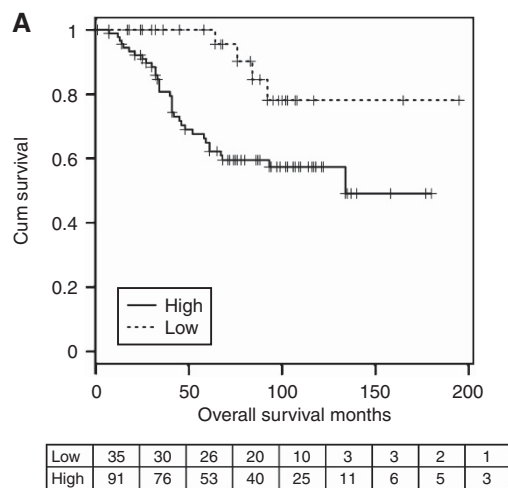 A
Cum survival
1
0.8
0.6
0.4
0.2
0
High
Low
0 50 100 150 200
Overall survival months
Low 35 30 26 20 10 3 3 2 1
High 91 76 53 40 25 11 6 5 3